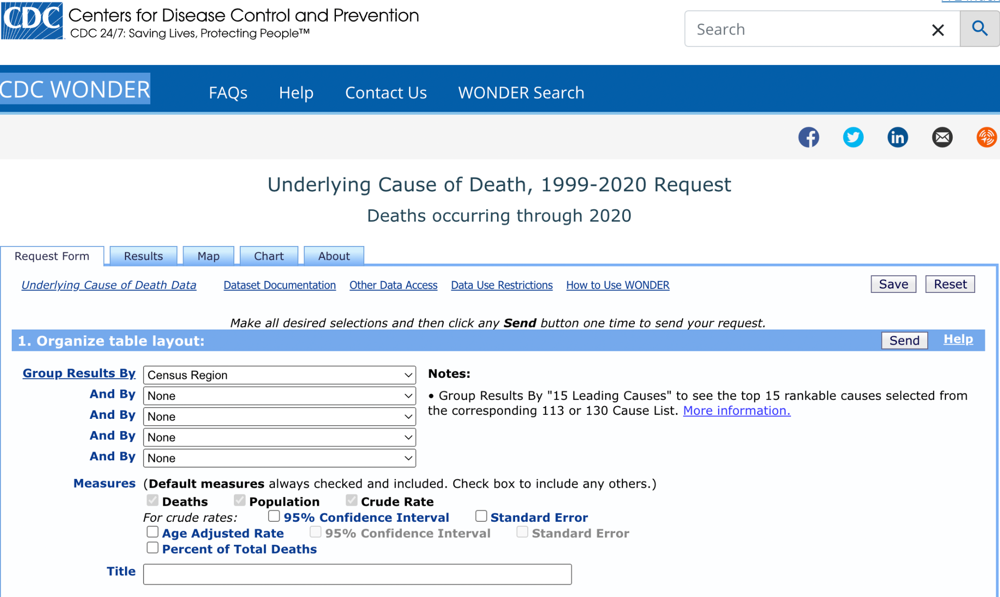 CDC Centers for Disease Control and Prevention
CDC 24/7: Saving Lives, Protecting People™
Search
CDC WONDER FAQs Help Contact Us WONDER Search
Underlying Cause of Death, 1999-2020 Request
Deaths occurring through 2020
Request Form Results Map Chart About
Underlying Cause of Death Data Dataset Documentation Other Data Access Data Use Restrictions How to Use WONDER Save Reset
Make all desired selections and then click any Send button one time to send your request.
1. Organize table layout: Send Help
Group Results By Census Region Notes:
And By None • Group Results By "15 Leading Causes" to see the top 15 rankable causes selected from
the corresponding 113 or 130 Cause List. More information.
And By None
And By None
And By None
Measures (Default measures always checked and included. Check box to include any others.)
Deaths Population Crude Rate
For crude rates: 95% Confidence Interval Standard Error
Age Adjusted Rate 95% Confidence Interval Standard Error
Percent of Total Deaths
Title